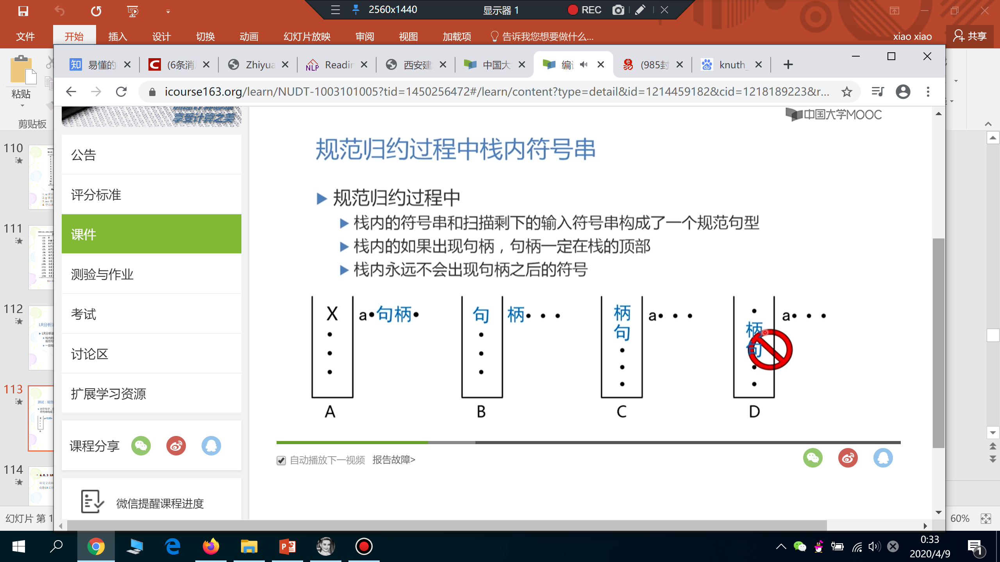 2560x1440
显示器 1
REC
文件
开始
插入
设计
切换
动画
幻灯片放映
审阅
视图
加载项
告诉我您想要做什么...
xiao xiao
共享
粘贴
剪贴板
知
易懂的
(6条消
Zhiyua
NLP
Readir
西安建
中国大
编译
(985封
du
knuth_
icourse163.org/learn/NUDT-1003101005?tid=1450256472#/learn/content?type=detail&id=1214459182&cid=1218189223&r...
享受计算之美
中国大学MOOC
公告
评分标准
课件
测验与作业
考试
讨论区
扩展学习资源
课程分享
微信提醒课程进度
规范归约过程中栈内符号串
规范归约过程中
栈内的符号串和扫描剩下的输入符号串构成了一个规范句型
栈内的如果出现句柄，句柄一定在栈的顶部
栈内永远不会出现句柄之后的符号
X
a•句柄•
A
句
柄• • •
B
柄
句
a• • •
C
柄
句
a• • •
D
自动播放下一视频
报告故障>
110
111
112
113
114
幻灯片 第 1
60%
0:33
2020/4/9
1